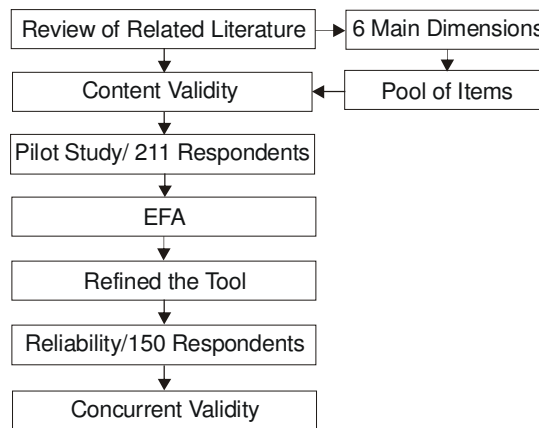 Review of Related Literature
6 Main Dimensions
Content Validity
Pool of Items
Pilot Study/ 211 Respondents
EFA
Refined the Tool
Reliability/150 Respondents
Concurrent Validity